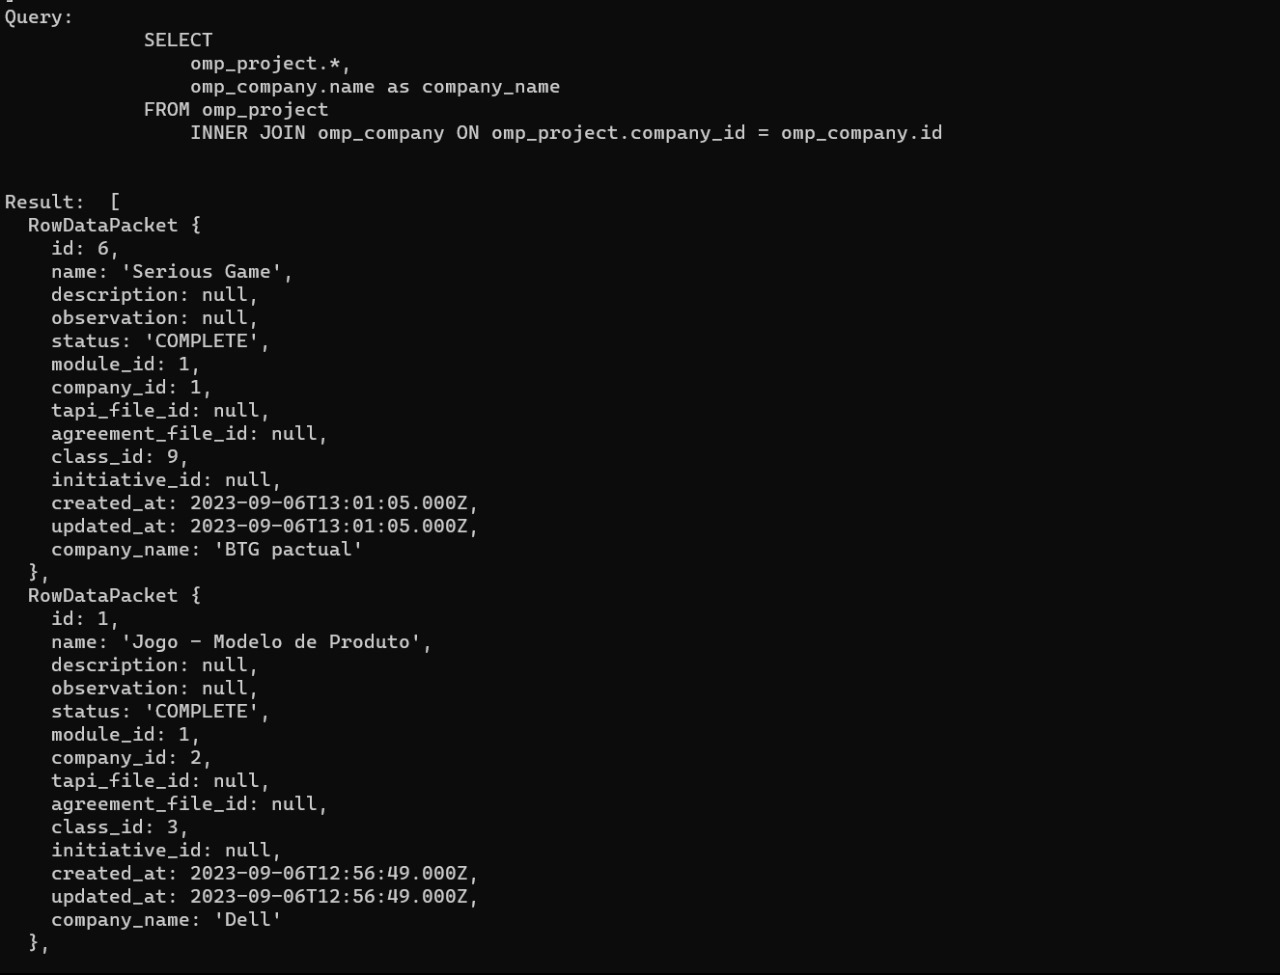 Query:
SELECT
omp_project.*,
omp_company.name as company_name
FROM omp_project
INNER JOIN omp_company ON omp_project.company_id = omp_company.id
Result:  [
RowDataPacket {
id: 6,
name: 'Serious Game',
description: null,
observation: null,
status: 'COMPLETE',
module_id: 1,
company_id: 1,
tapi_file_id: null,
agreement_file_id: null,
class_id: 9,
initiative_id: null,
created_at: 2023-09-06T13:01:05.000Z,
updated_at: 2023-09-06T13:01:05.000Z,
company_name: 'BTG pactual'
},
RowDataPacket {
id: 1,
name: 'Jogo - Modelo de Produto',
description: null,
observation: null,
status: 'COMPLETE',
module_id: 1,
company_id: 2,
tapi_file_id: null,
agreement_file_id: null,
class_id: 3,
initiative_id: null,
created_at: 2023-09-06T12:56:49.000Z,
updated_at: 2023-09-06T12:56:49.000Z,
company_name: 'Dell'
},